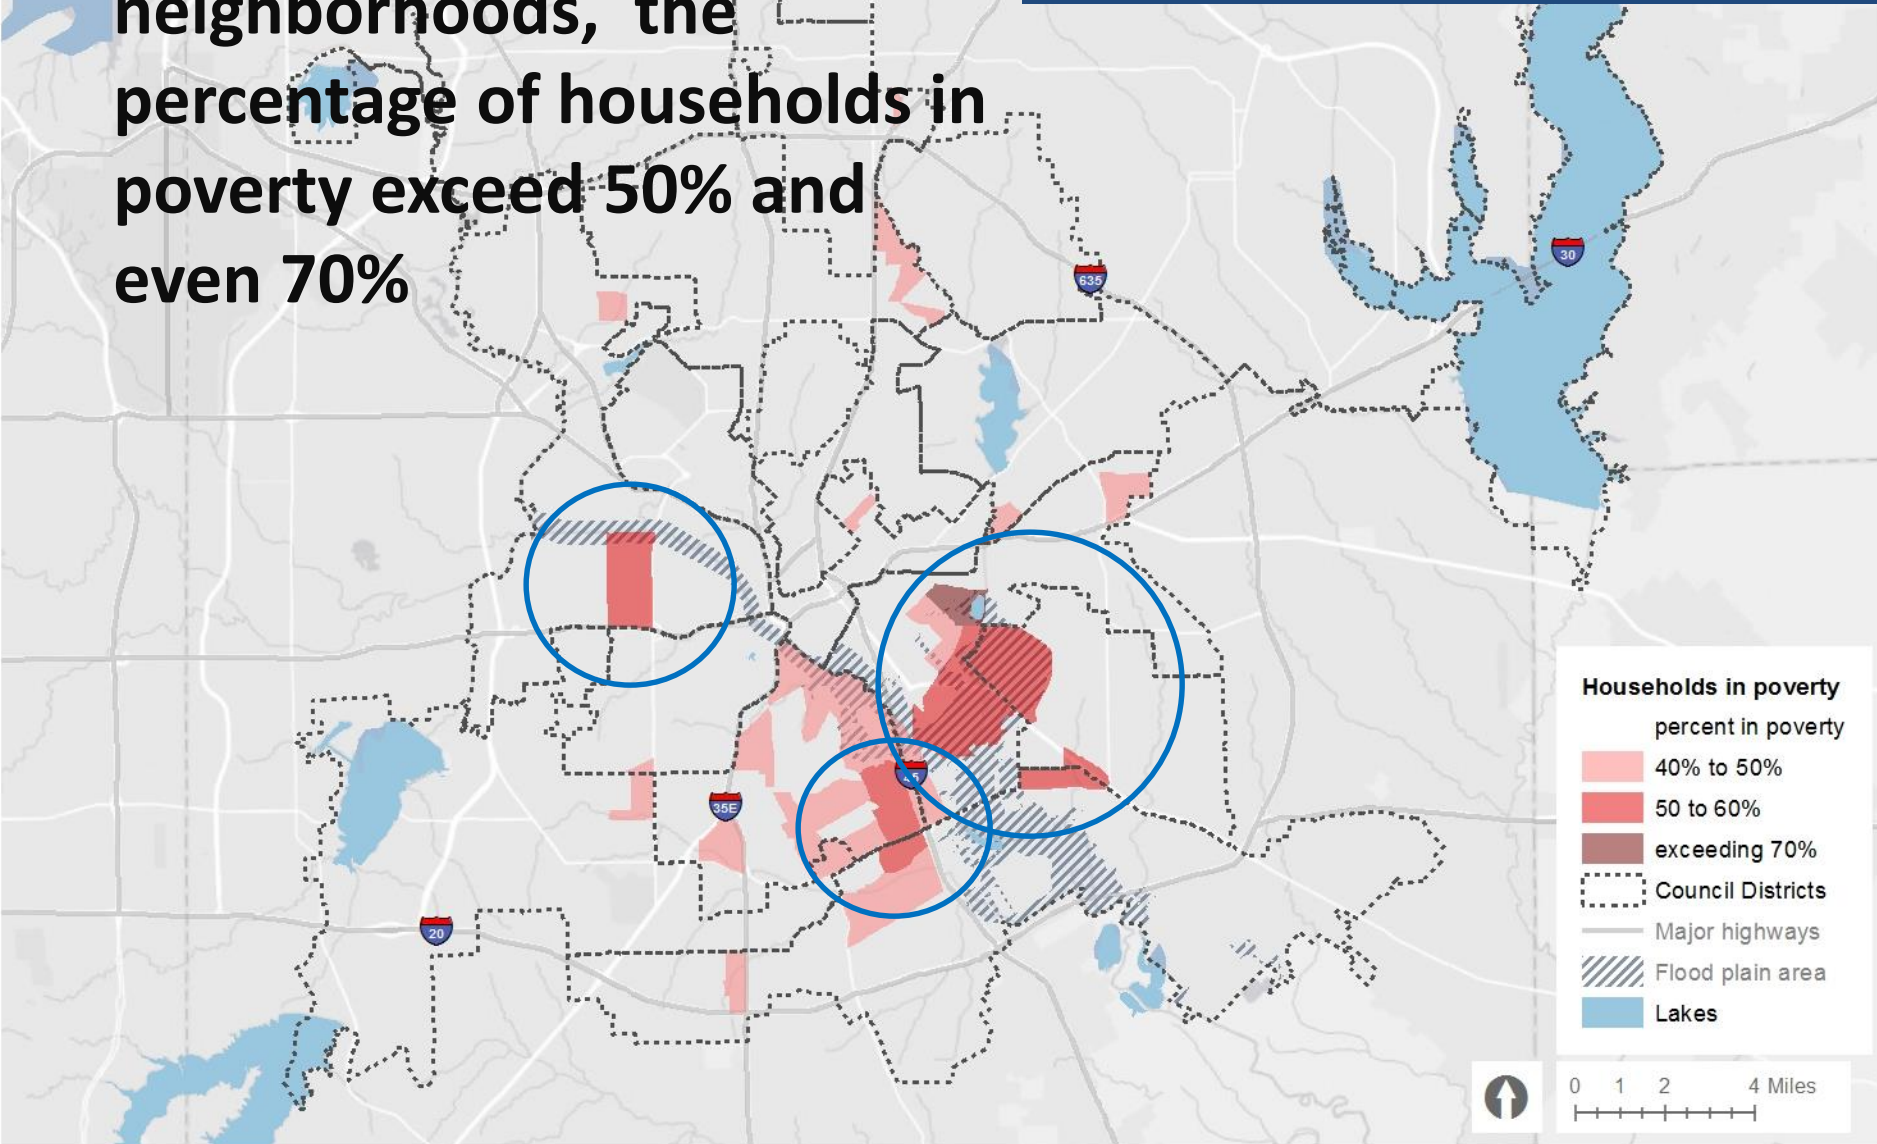 neighborhoods, the
percentage of households in
poverty exceed 50% and
even 70%
635
30
45
35E
20
Households in poverty
percent in poverty
40% to 50%
50 to 60%
exceeding 70%
Council Districts
Major highways
Flood plain area
Lakes
0 1 2 4 Miles